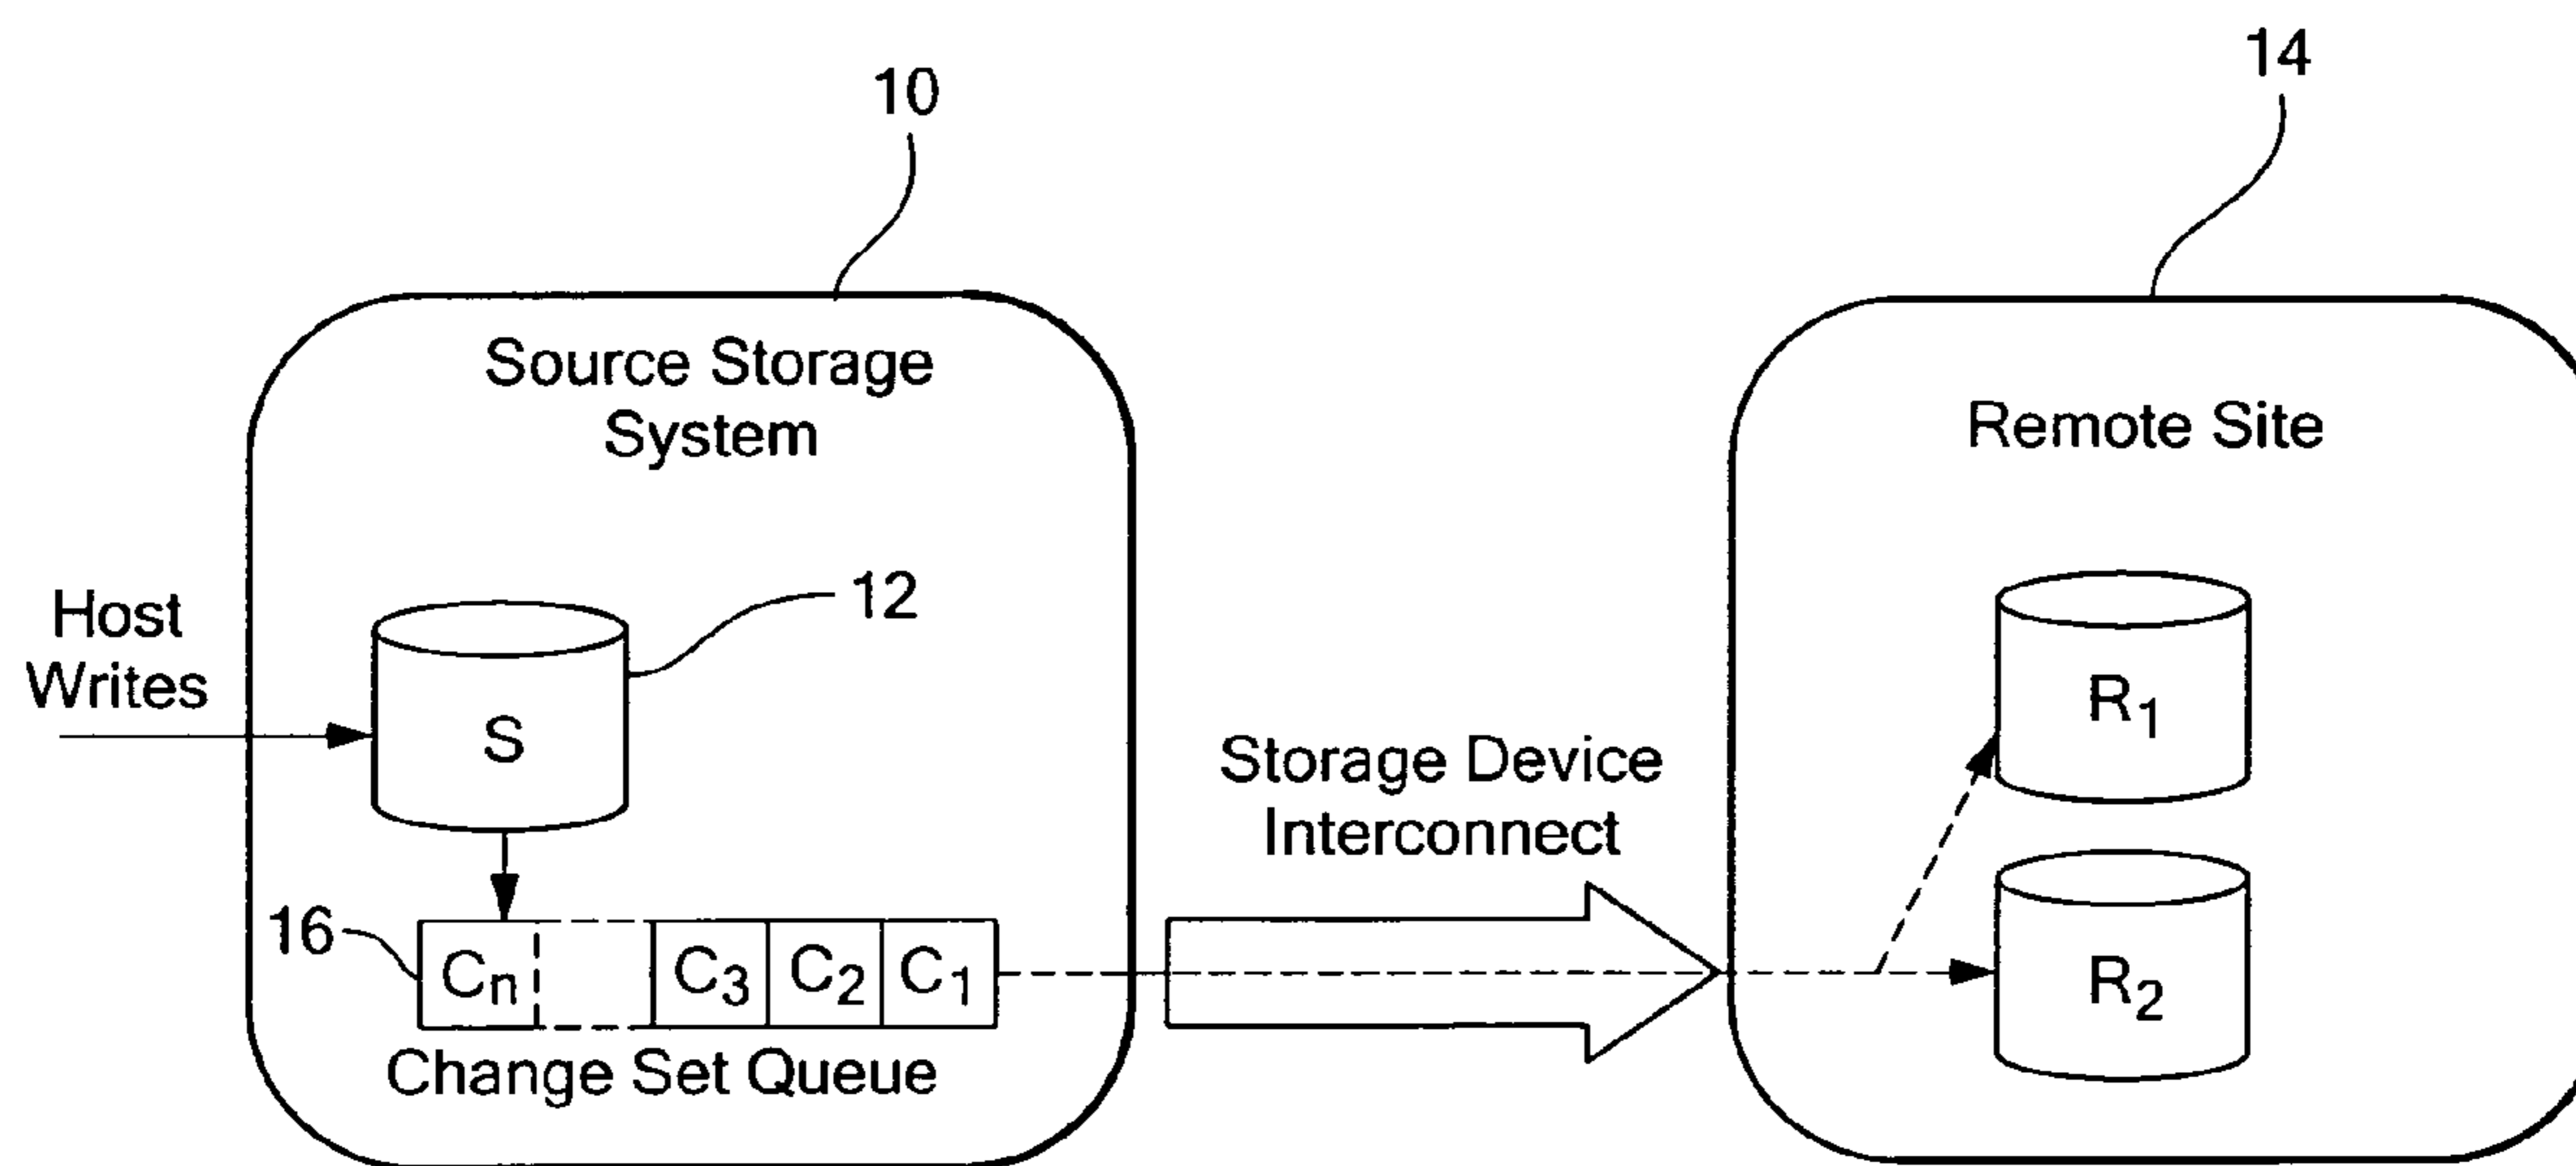 10
14
Source Storage
System
Remote Site
Host
Writes
12
S
R1
Storage Device
Interconnect
16
Cn
C3
C2
C1
R2
Change Set Queue